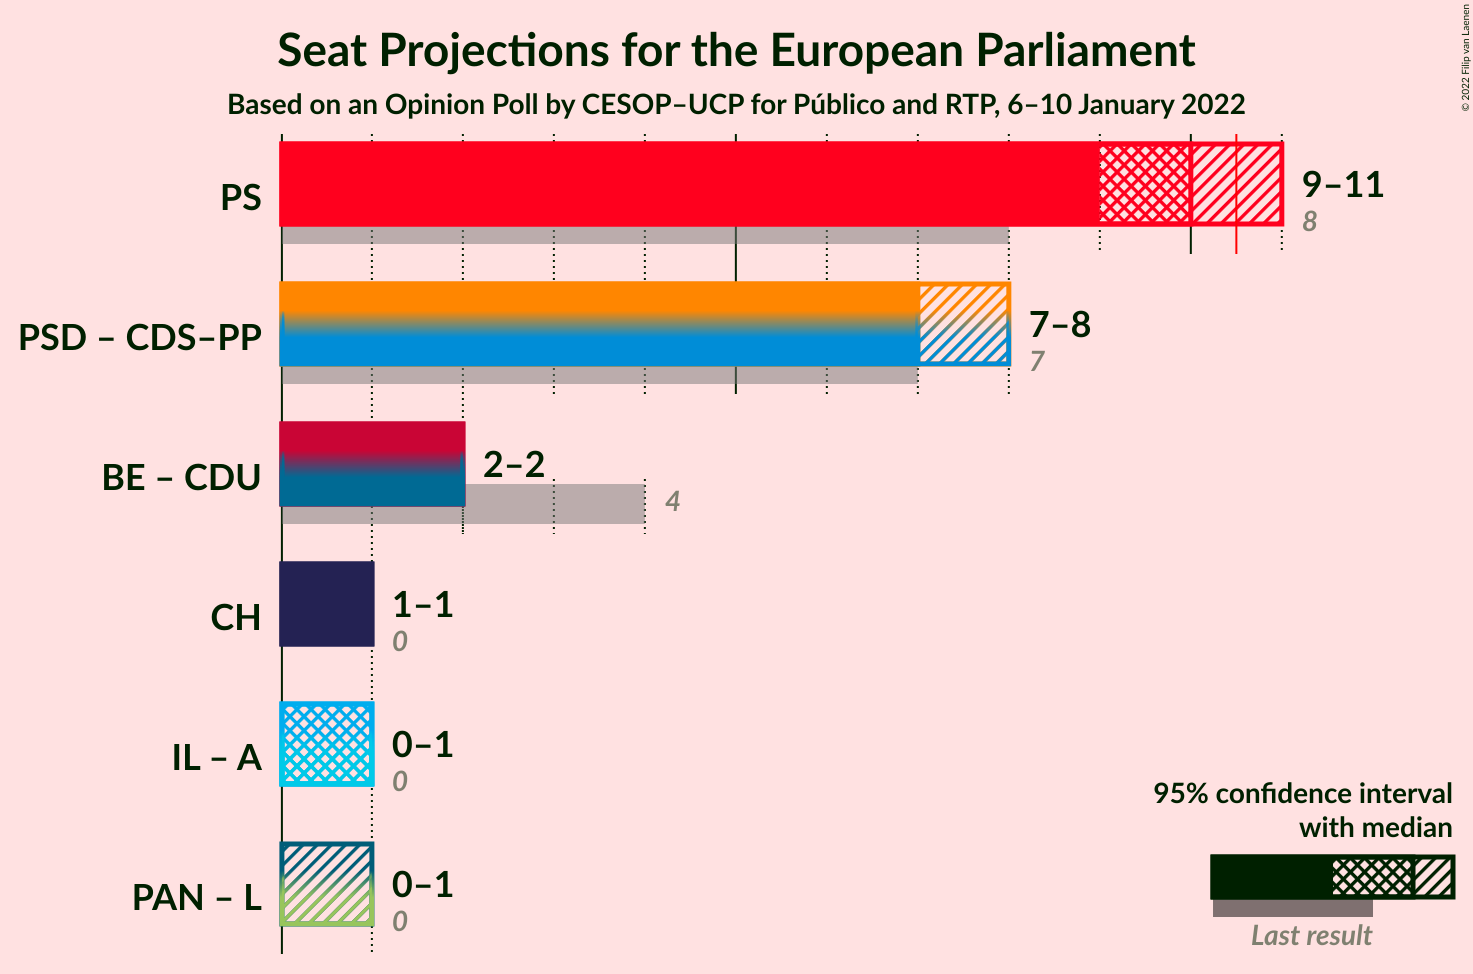 Seat Projections for the European Parliament
Based on an Opinion Poll by CESOP–UCP for Público and RTP, 6–10 January 2022
© 2022 Filip van Laenen
PS
9–11
8
PSD – CDS–PP
7–8
7
BE – CDU
2–2
4
CH
1–1
0
IL – A
0–1
0
PAN – L
0–1
0
95% confidence interval
with median
Last result